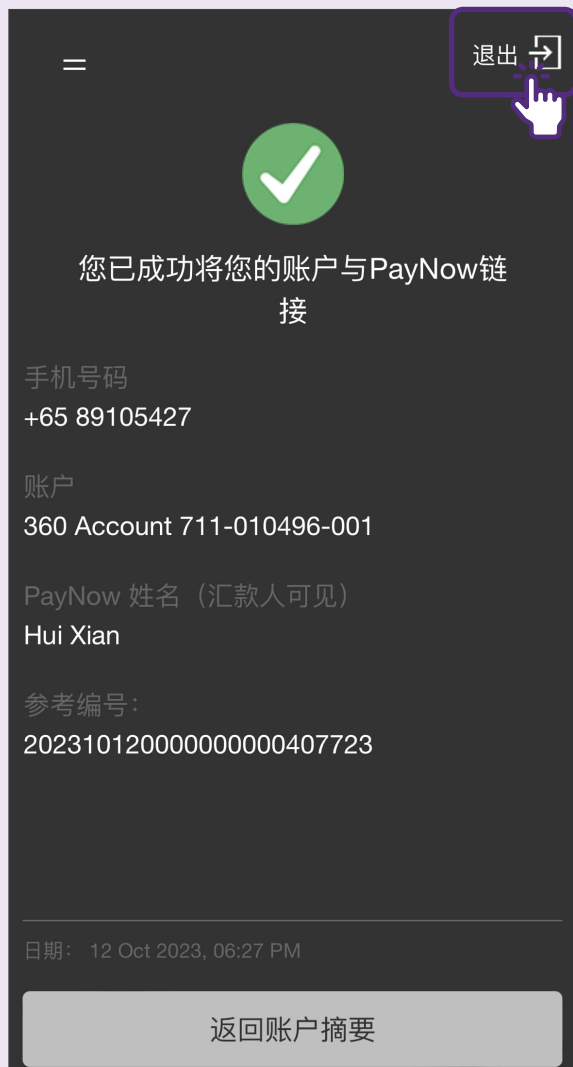 退出
您已成功将您的账户与PayNow链
接
手机号码
+65 89105427
账户
360 Account 711-010496-001
PayNow 姓名（汇款人可见）
Hui Xian
参考编号：
202310120000000000407723
日期： 12 Oct 2023, 06:27 PM
返回账户摘要